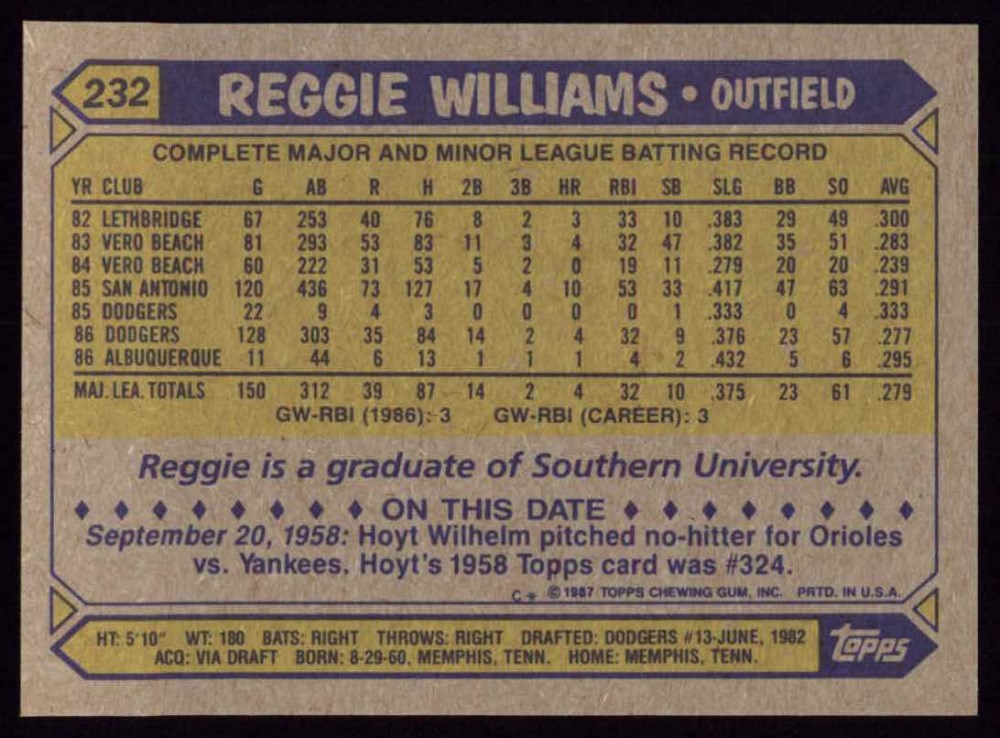 232 REGGIE WILLIAMS • OUTFIELD
COMPLETE MAJOR AND MINOR LEAGUE BATTING RECORD
YR CLUB G AB R H 2B 3B HR RBI SB SLG BB SO AVG
82 LETHBRIDGE 67 253 40 76 8 2 3 33 10 .383 29 49 .300
83 VERO BEACH 81 293 53 83 11 3 4 32 47 .382 35 51 .283
84 VERO BEACH 60 222 31 53 5 2 0 19 11 .279 20 20 .239
85 SAN ANTONIO 120 436 73 127 17 4 10 53 33 .417 47 63 .291
85 DODGERS 22 9 4 3 0 0 0 0 1 .333 0 4 .333
86 DODGERS 128 303 35 84 14 2 4 32 9 .376 23 57 .277
86 ALBUQUERQUE 11 44 6 13 1 1 1 4 2 .432 5 6 .295
MAJ. LEA. TOTALS 150 312 39 87 14 2 4 32 10 .375 23 61 .279
GW-RBI (1986): 3 GW-RBI (CAREER): 3
Reggie is a graduate of Southern University.
♦ ♦ ♦ ♦ ♦ ♦ ♦ ♦ ON THIS DATE ♦ ♦ ♦ ♦ ♦ ♦ ♦ ♦
September 20, 1958: Hoyt Wilhelm pitched no-hitter for Orioles
vs. Yankees. Hoyt's 1958 Topps card was #324.
C* © 1987 TOPPS CHEWING GUM, INC. PRTD. IN U.S.A.
HT: 5'10" WT: 180 BATS: RIGHT THROWS: RIGHT DRAFTED: DODGERS #13-JUNE, 1982
ACQ: VIA DRAFT BORN: 8-29-60, MEMPHIS, TENN. HOME: MEMPHIS, TENN.
Topps